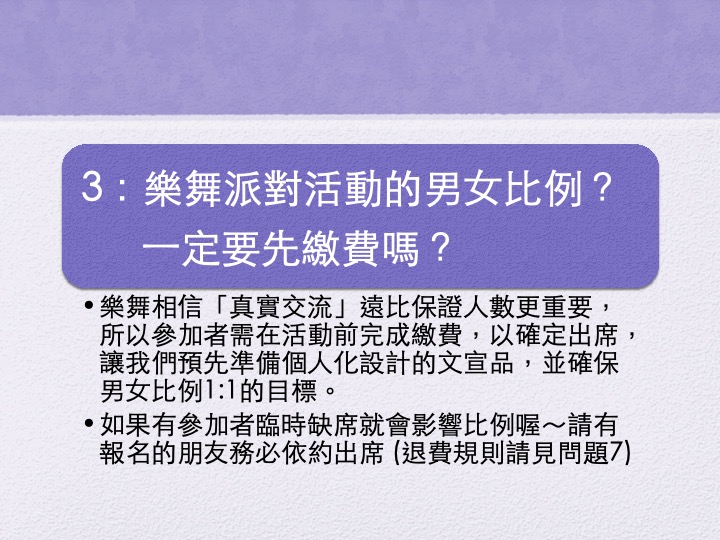 3：樂舞派對活動的男女比例？
一定要先繳費嗎？
•樂舞相信「真實交流」遠比保證人數更重要，
所以參加者需在活動前完成繳費，以確定出席，
讓我們預先準備個人化設計的文宣品，並確保
男女比例1:1的目標。
•如果有參加者臨時缺席就會影響比例喔～請有
報名的朋友務必依約出席 (退費規則請見問題7)